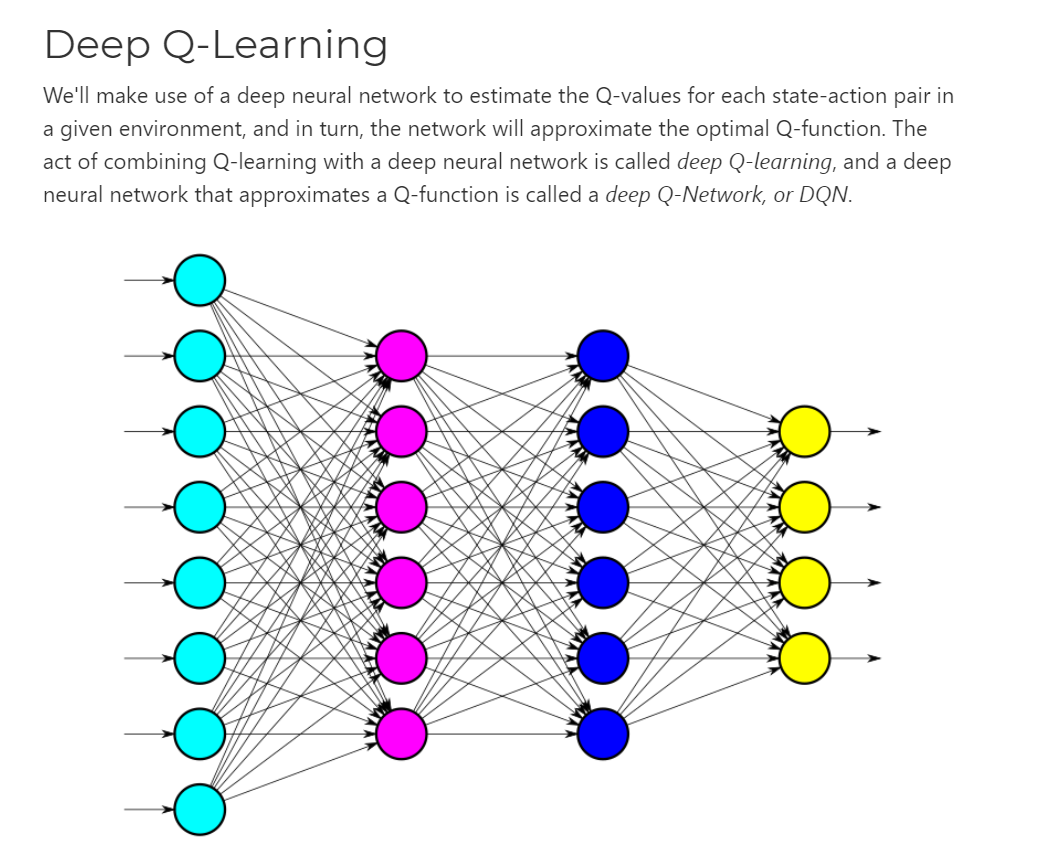 Deep Q-Learning
We'll make use of a deep neural network to estimate the Q-values for each state-action pair in
a given environment, and in turn, the network will approximate the optimal Q-function. The
act of combining Q-learning with a deep neural network is called deep Q-learning, and a deep
neural network that approximates a Q-function is called a deep Q-Network, or DQN.